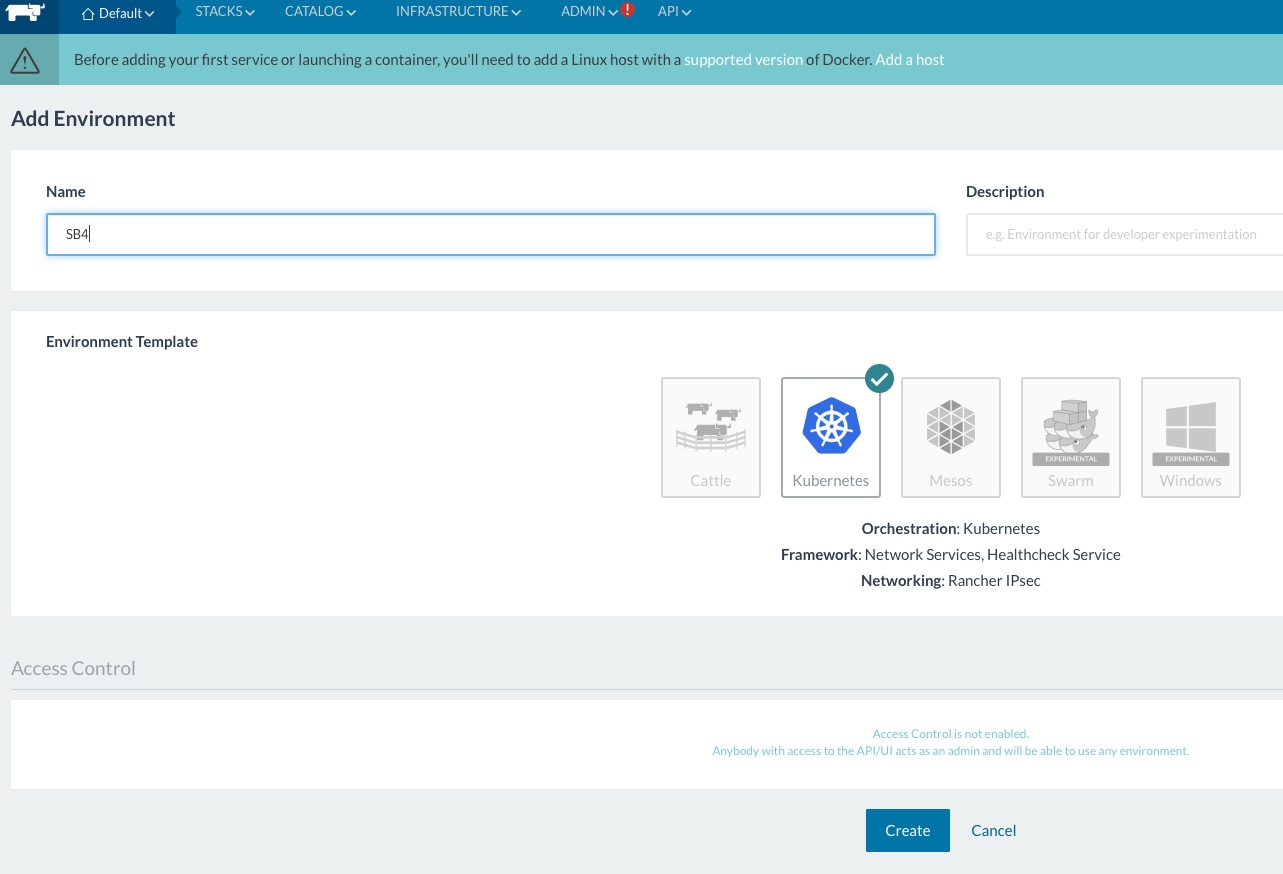 Default STACKS CATALOG INFRASTRUCTURE ADMIN ! API
Before adding your first service or launching a container, you'll need to add a Linux host with a supported version of Docker. Add a host
Add Environment
Name Description
SB4 e.g. Environment for developer experimentation
Environment Template
EXPERIMENTAL EXPERIMENTAL
Cattle Kubernetes Mesos Swarm Windows
Orchestration: Kubernetes
Framework: Network Services, Healthcheck Service
Networking: Rancher IPsec
Access Control
Access Control is not enabled.
Anybody with access to the API/UI acts as an admin and will be able to use any environment.
Create Cancel